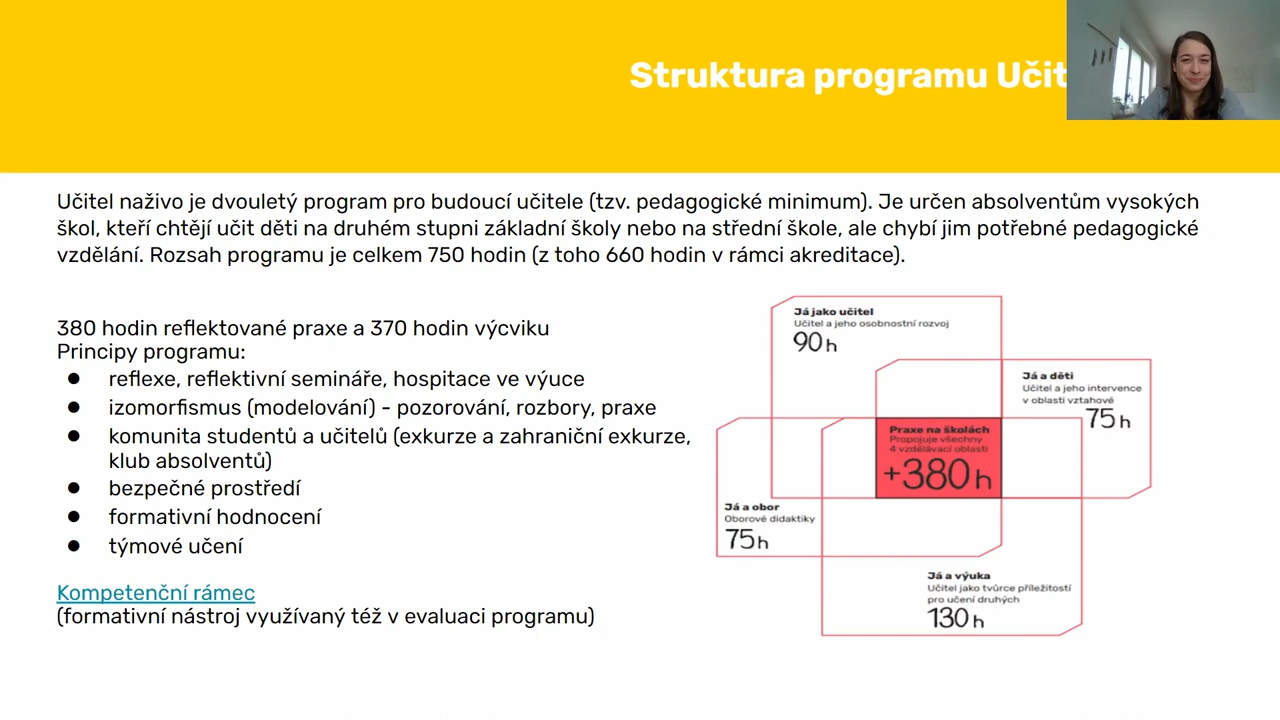 Struktura programu Učit
Učitel naživo je dvouletý program pro budoucí učitele (tzv. pedagogické minimum). Je určen absolventům vysokých
škol, kteří chtějí učit děti na druhém stupni základní školy nebo na střední škole, ale chybí jim potřebné pedagogické
vzdělání. Rozsah programu je celkem 750 hodin (z toho 660 hodin v rámci akreditace).
380 hodin reflektované praxe a 370 hodin výcviku
Principy programu:
● reflexe, reflektivní semináře, hospitace ve výuce
● izomorfismus (modelování) - pozorování, rozbory, praxe
● komunita studentů a učitelů (exkurze a zahraniční exkurze,
klub absolventů)
● bezpečné prostředí
● formativní hodnocení
● týmové učení
Kompetenční rámec
(formativní nástroj využívaný též v evaluaci programu)
Já jako učitel
Učitel a jeho osobnostní rozvoj
90 h
Já a děti
Učitel a jeho intervence
v oblasti vztahové
75 h
Praxe na školách
Propojuje všechny
4 vzdělávací oblasti
+380 h
Já a obor
Oborové didaktiky
75 h
Já a výuka
Učitel jako tvůrce příležitostí
pro učení druhých
130 h